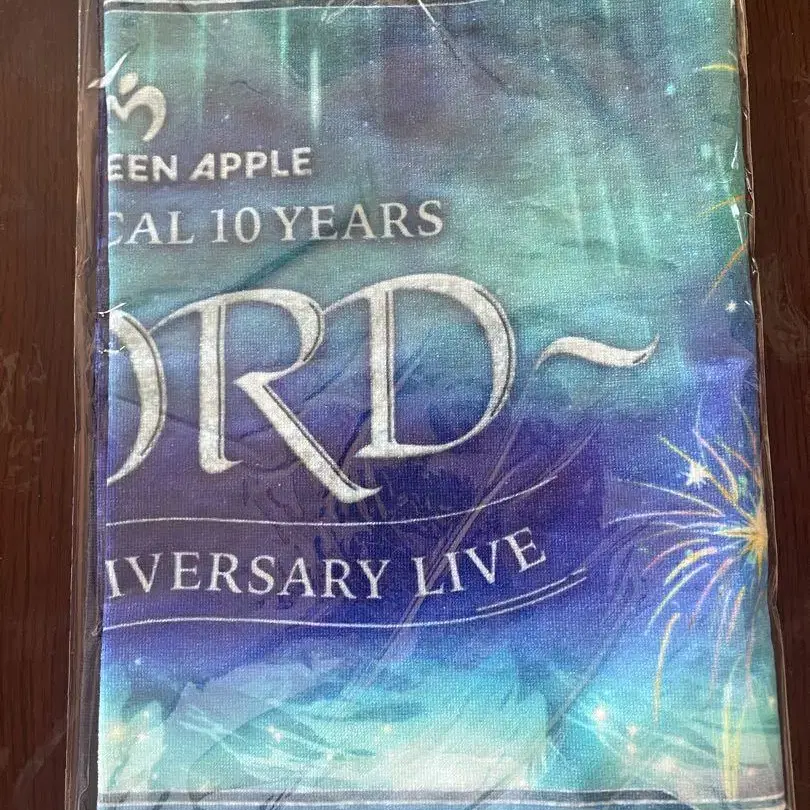 EEN APPLE
CAL 10 YEARS
ORD~
IVERSARY LIVE